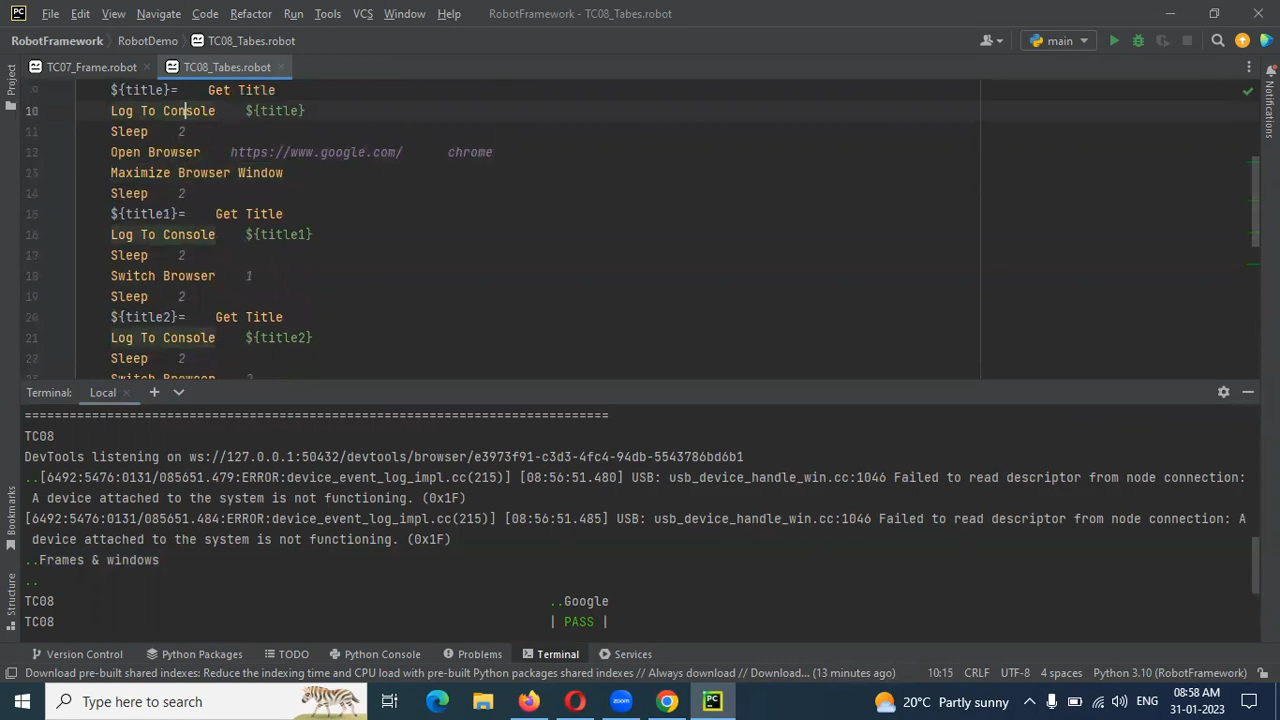 File Edit View Navigate Code Refactor Run Tools VCS Window Help RobotFramework - TC08_Tabes.robot
RobotFramework RobotDemo TC08_Tabes.robot main
TC07_Frame.robot TC08_Tabes.robot
Project
Notifications
9 ${title}= Get Title
10 Log To Console ${title}
11 Sleep 2
12 Open Browser https://www.google.com/ chrome
13 Maximize Browser Window
14 Sleep 2
15 ${title1}= Get Title
16 Log To Console ${title1}
17 Sleep 2
18 Switch Browser 1
19 Sleep 2
20 ${title2}= Get Title
21 Log To Console ${title2}
22 Sleep 2
Switch Browser 2
Terminal: Local
==============================================================================
TC08
DevTools listening on ws://127.0.0.1:50432/devtools/browser/e3973f91-c3d3-4fc4-94db-5543786bd6b1
..[6492:5476:0131/085651.479:ERROR:device_event_log_impl.cc(215)] [08:56:51.480] USB: usb_device_handle_win.cc:1046 Failed to read descriptor from node connection:
A device attached to the system is not functioning. (0x1F)
[6492:5476:0131/085651.484:ERROR:device_event_log_impl.cc(215)] [08:56:51.485] USB: usb_device_handle_win.cc:1046 Failed to read descriptor from node connection: A
device attached to the system is not functioning. (0x1F)
..Frames & windows
..
TC08 ..Google
TC08 | PASS |
Bookmarks
Structure
Version Control Python Packages TODO Python Console Problems Terminal Services
Download pre-built shared indexes: Reduce the indexing time and CPU load with pre-built Python packages shared indexes // Always download // Download... (13 minutes ago) 10:15 CRLF UTF-8 4 spaces Python 3.10 (RobotFramework)
Type here to search 20°C Partly sunny ENG 08:58 AM
31-01-2023